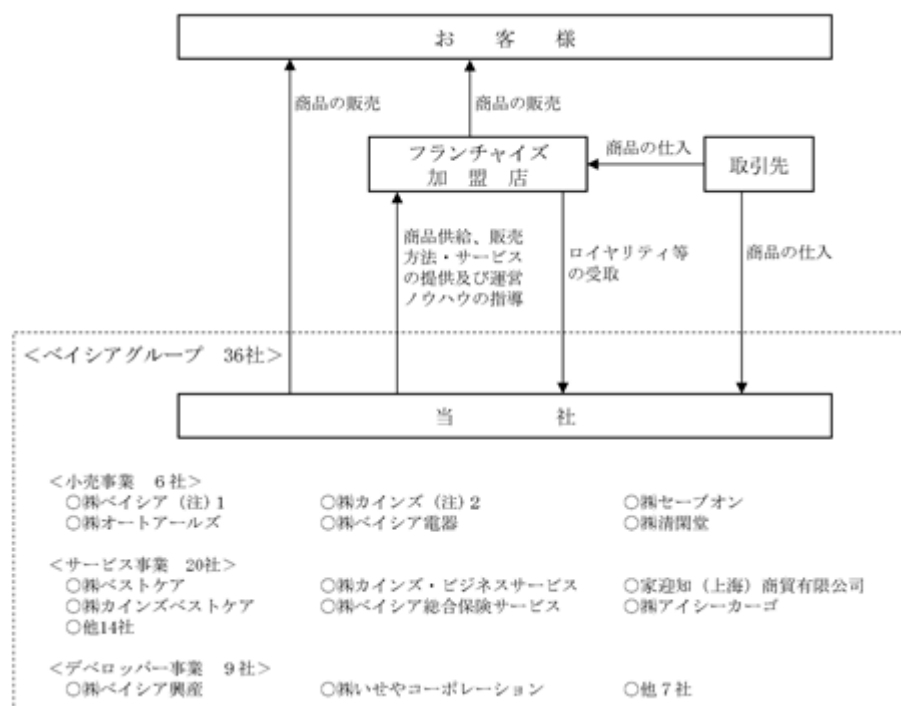 お 客 様
商品の販売
商品の販売
フランチャイズ
加 盟 店
商品の仕入
取引先
商品供給、販売
方法・サービス
の提供及び運営
ノウハウの指導
ロイヤリティ等
の受取
商品の仕入
<ベイシアグループ 36社>
当 社
<小売事業 6社>
○㈱ベイシア (注)1 ○㈱カインズ (注)2 ○㈱セーブオン
○㈱オートアールズ ○㈱ベイシア電器 ○㈱清閑堂
<サービス事業 20社>
○㈱ベストケア ○㈱カインズ・ビジネスサービス ○家迎知(上海)商貿有限公司
○㈱カインズベストケア ○㈱ベイシア総合保険サービス ○㈱アイシーカーゴ
○他14社
<デベロッパー事業 9社>
○㈱ベイシア興産 ○㈱いせやコーポレーション ○他7社